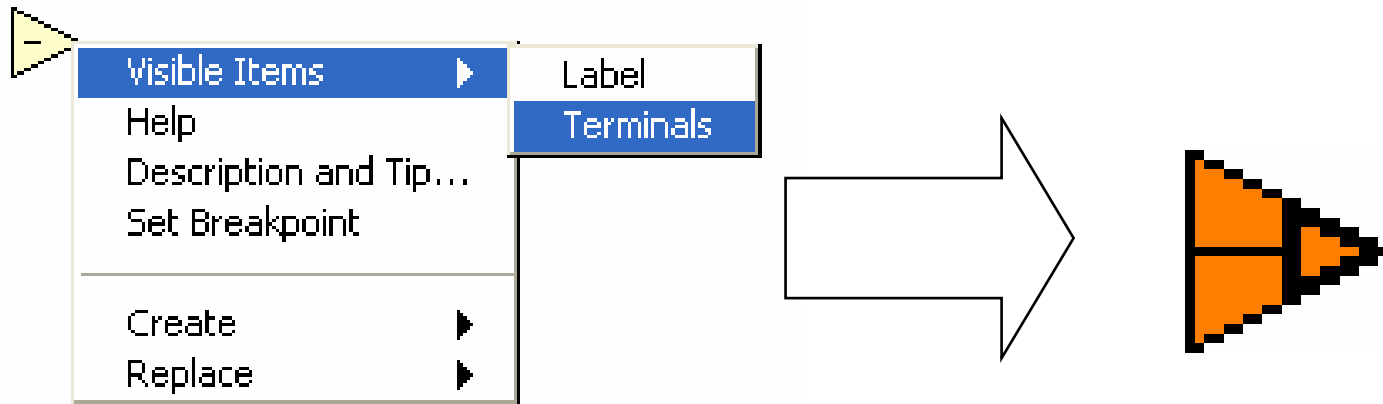 Visible Items
Label
Help
Terminals
Description and Tip...
Set Breakpoint
Create
Replace